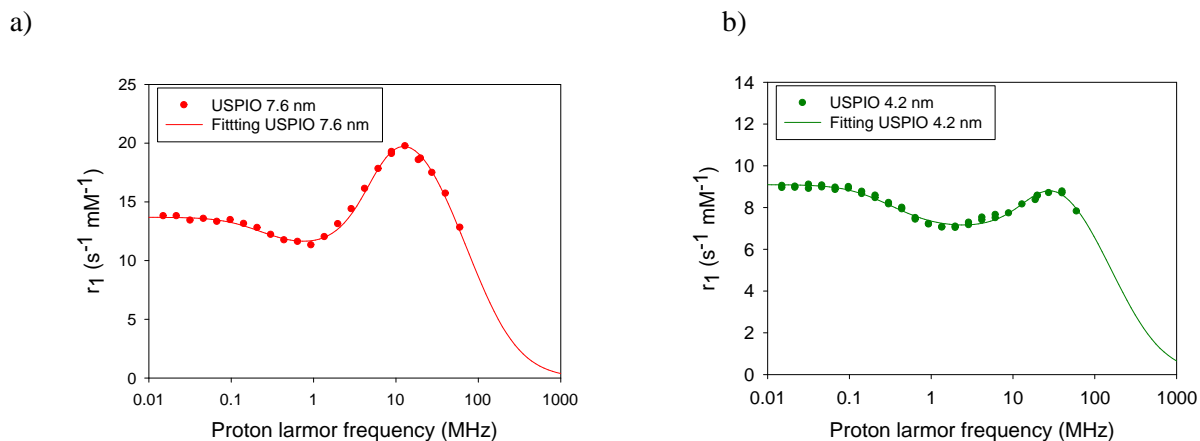 a)
b)
25
20
15
10
5
0
USPIO 7.6 nm
Fittting USPIO 7.6 nm
r1 (s-1 mM-1)
0.01 0.1 1 10 100 1000
Proton larmor frequency (MHz)
14
12
10
8
6
4
2
0
USPIO 4.2 nm
Fitting USPIO 4.2 nm
r1 (s-1 mM-1)
0.01 0.1 1 10 100 1000
Proton larmor frequency (MHz)